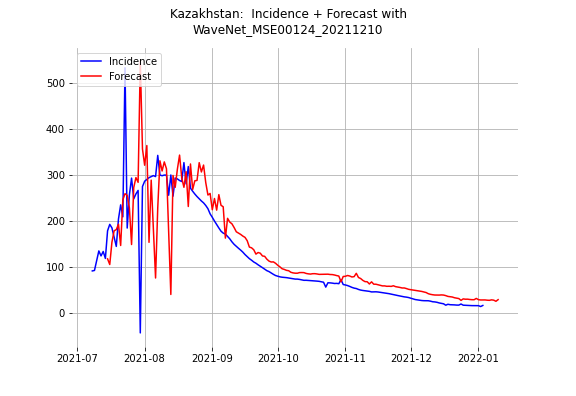 Kazakhstan:  Incidence + Forecast with
WaveNet_MSE00124_20211210
Incidence
Forecast
500
400
300
200
100
0
2021-07 2021-08 2021-09 2021-10 2021-11 2021-12 2022-01